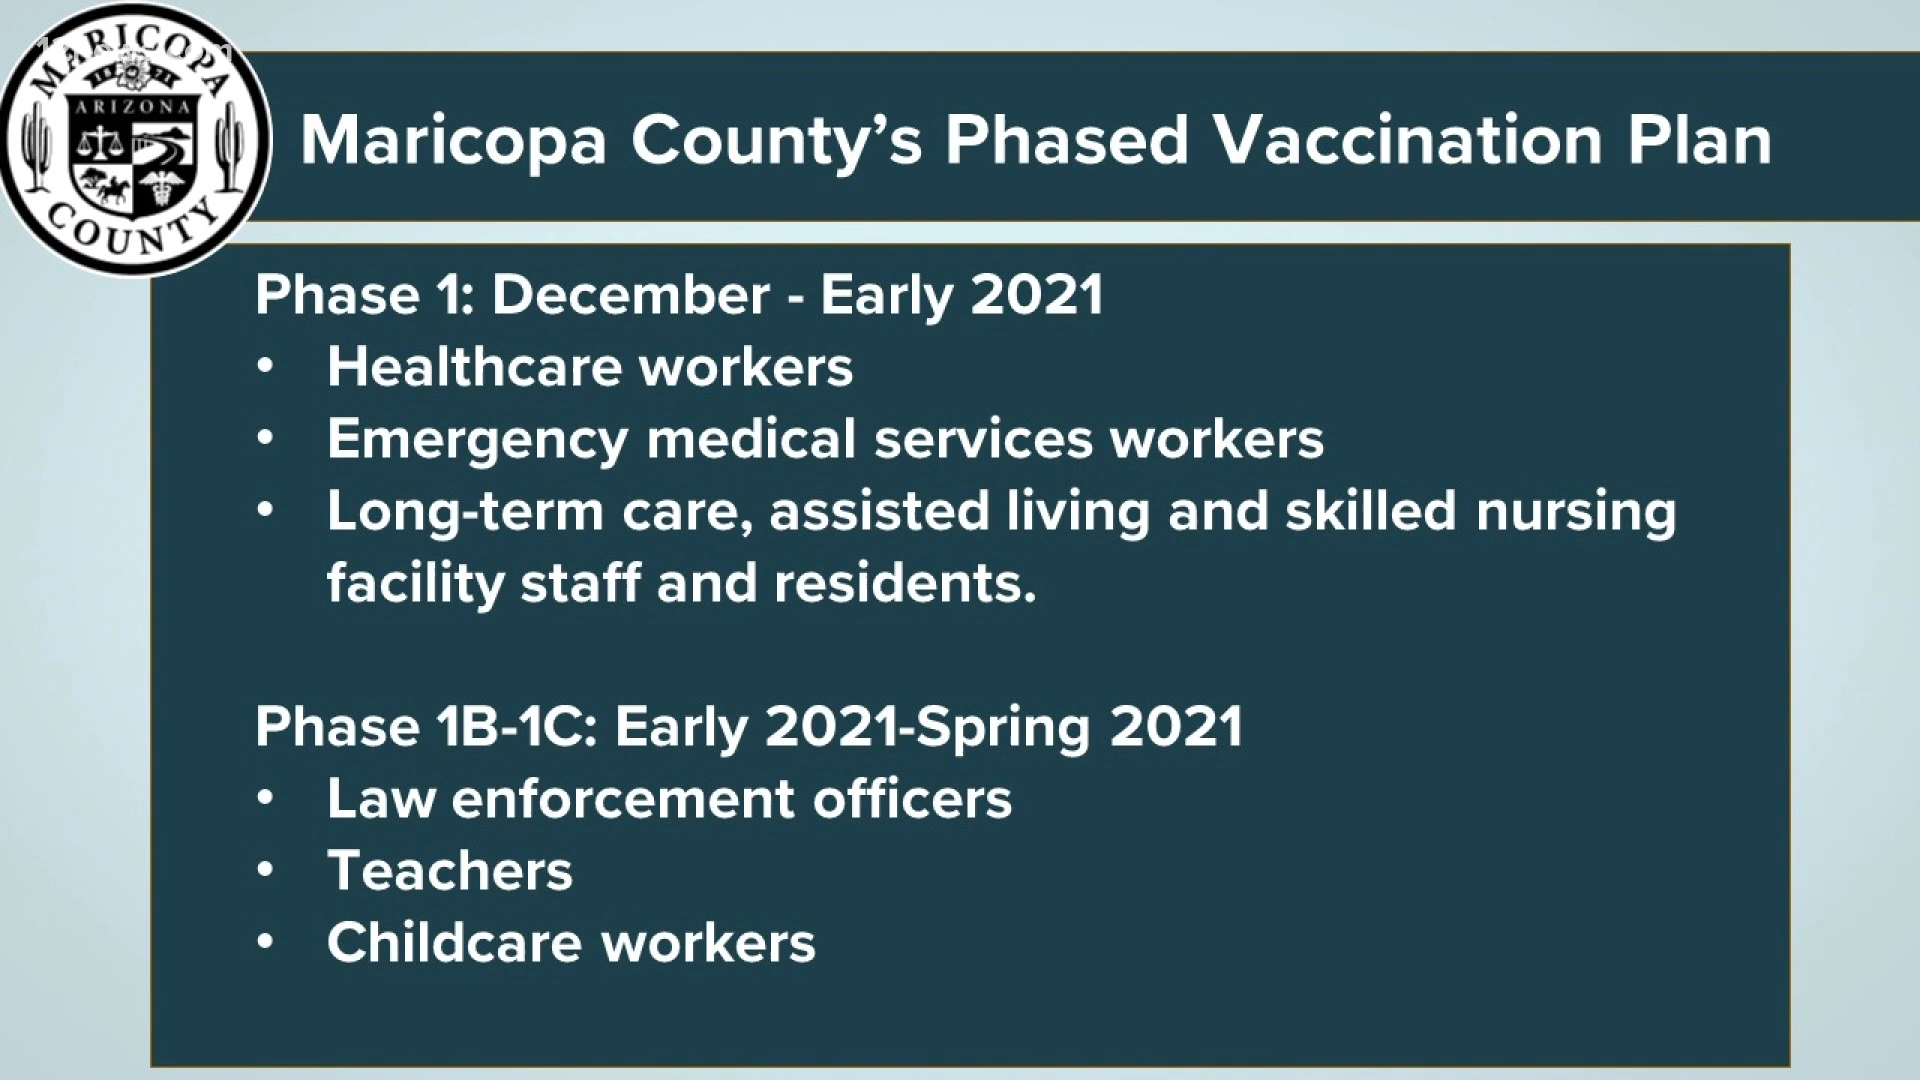 MARICOPA
1871
ARIZONA
COUNTY
Maricopa County’s Phased Vaccination Plan
Phase 1: December - Early 2021
• Healthcare workers
• Emergency medical services workers
• Long-term care, assisted living and skilled nursing
facility staff and residents.
Phase 1B-1C: Early 2021-Spring 2021
• Law enforcement officers
• Teachers
• Childcare workers